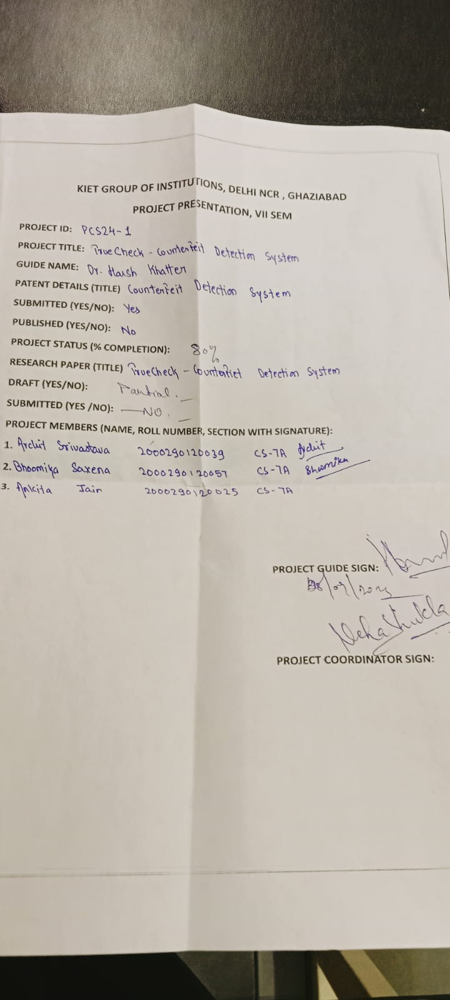 KIET GROUP OF INSTITUTIONS, DELHI NCR , GHAZIABAD
PROJECT PRESENTATION, VII SEM
PROJECT ID: PCS24-1
PROJECT TITLE: TrueCheck - Counterfeit Detection System
GUIDE NAME: Dr. Harsh Khatter
PATENT DETAILS (TITLE) Counterfeit Detection System
SUBMITTED (YES/NO): Yes
PUBLISHED (YES/NO): No
PROJECT STATUS (% COMPLETION): 80%
RESEARCH PAPER (TITLE) TrueCheck - Counterfiet Detection System
DRAFT (YES/NO): Partial.
SUBMITTED (YES /NO): NO.
PROJECT MEMBERS (NAME, ROLL NUMBER, SECTION WITH SIGNATURE):
1. Archit Srivastava 2000290120039 CS-7A Archit
2. Bhoomika Saxena 2000290120057 CS-7A Bhoomika
3. Ankita Jain 2000290120025 CS-7A
PROJECT GUIDE SIGN:
Neha Shukla
PROJECT COORDINATOR SIGN: